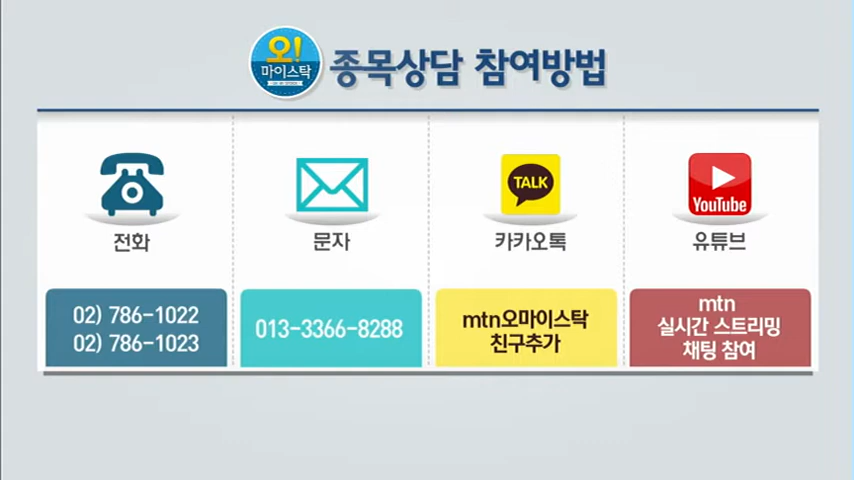 오!
마이스탁
종목상담 참여방법
전화
문자
TALK
카카오톡
YouTube
유튜브
02) 786-1022
02) 786-1023
013-3366-8288
mtn오마이스탁
친구추가
mtn
실시간 스트리밍
채팅 참여